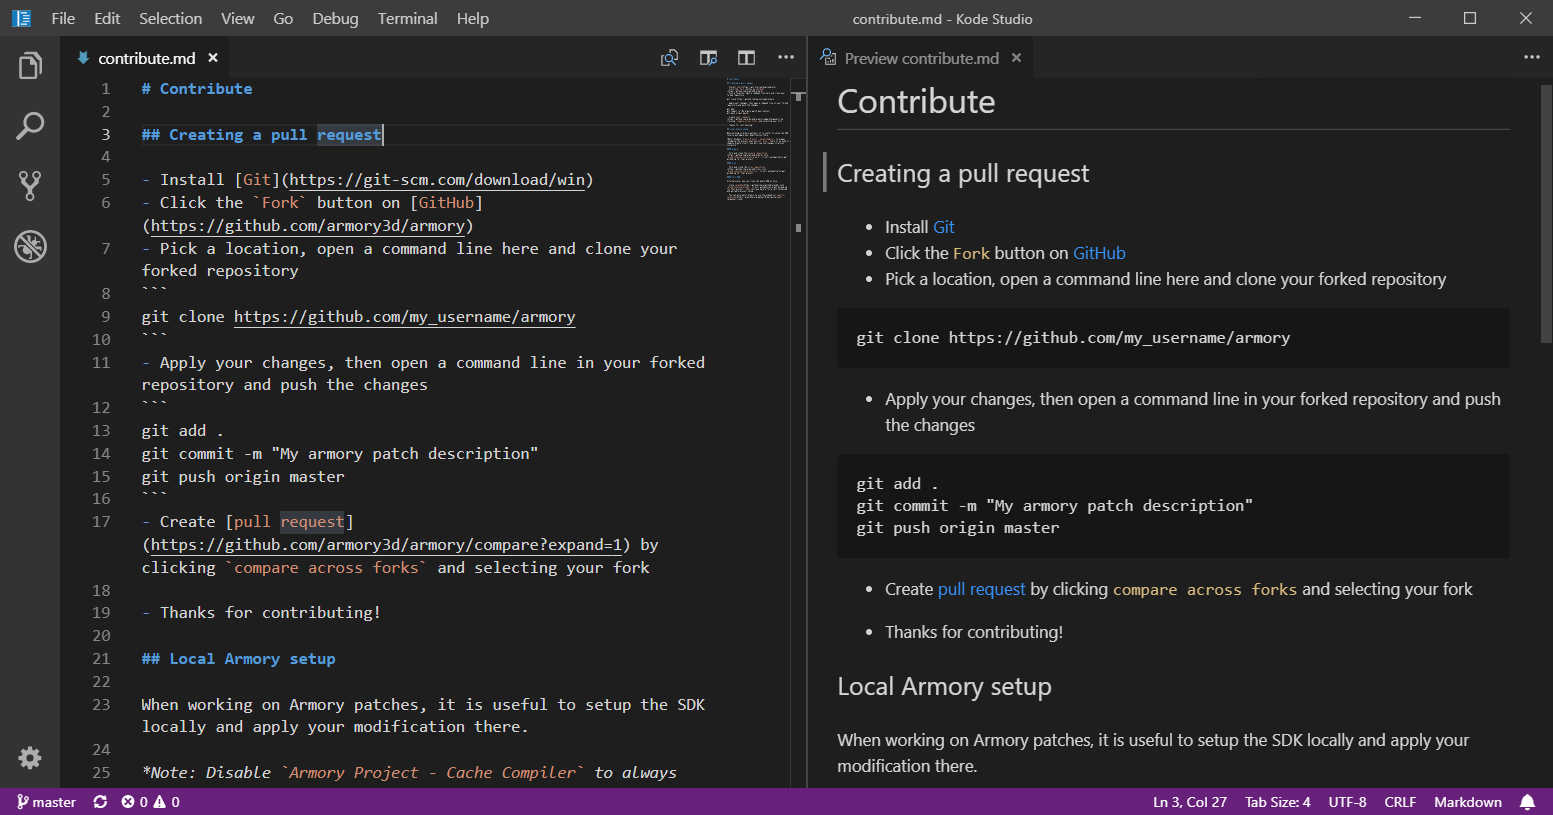 File Edit Selection View Go Debug Terminal Help
contribute.md - Kode Studio
contribute.md ×
1 # Contribute
2
3 ## Creating a pull request
4
5 - Install [Git](https://git-scm.com/download/win)
6 - Click the `Fork` button on [GitHub]
(https://github.com/armory3d/armory)
7 - Pick a location, open a command line here and clone your
forked repository
8 ```
9 git clone https://github.com/my_username/armory
10 ```
11 - Apply your changes, then open a command line in your forked
repository and push the changes
12 ```
13 git add .
14 git commit -m "My armory patch description"
15 git push origin master
16 ```
17 - Create [pull request]
(https://github.com/armory3d/armory/compare?expand=1) by
clicking `compare across forks` and selecting your fork
18
19 - Thanks for contributing!
20
21 ## Local Armory setup
22
23 When working on Armory patches, it is useful to setup the SDK
locally and apply your modification there.
24
25 *Note: Disable `Armory Project - Cache Compiler` to always
Preview contribute.md ×
Contribute
Creating a pull request
• Install Git
• Click the Fork button on GitHub
• Pick a location, open a command line here and clone your forked repository
git clone https://github.com/my_username/armory
• Apply your changes, then open a command line in your forked repository and push
the changes
git add .
git commit -m "My armory patch description"
git push origin master
• Create pull request by clicking compare across forks and selecting your fork
• Thanks for contributing!
Local Armory setup
When working on Armory patches, it is useful to setup the SDK locally and apply your
modification there.
master 0 0 Ln 3, Col 27 Tab Size: 4 UTF-8 CRLF Markdown